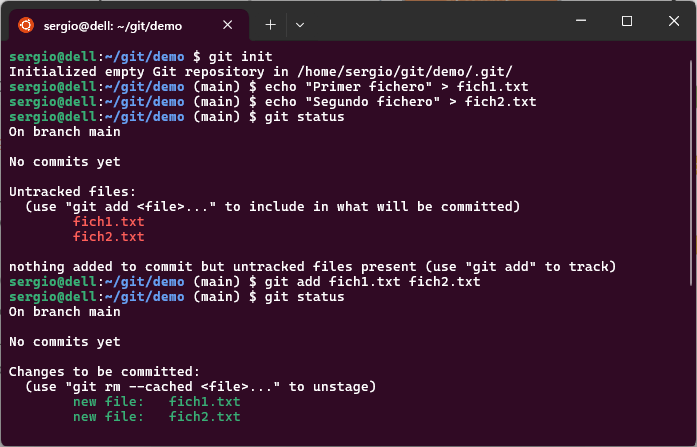 sergio@dell: ~/git/demo
sergio@dell:~/git/demo $ git init
Initialized empty Git repository in /home/sergio/git/demo/.git/
sergio@dell:~/git/demo (main) $ echo "Primer fichero" > fich1.txt
sergio@dell:~/git/demo (main) $ echo "Segundo fichero" > fich2.txt
sergio@dell:~/git/demo (main) $ git status
On branch main

No commits yet

Untracked files:
  (use "git add <file>..." to include in what will be committed)
        fich1.txt
        fich2.txt

nothing added to commit but untracked files present (use "git add" to track)
sergio@dell:~/git/demo (main) $ git add fich1.txt fich2.txt
sergio@dell:~/git/demo (main) $ git status
On branch main

No commits yet

Changes to be committed:
  (use "git rm --cached <file>..." to unstage)
        new file:   fich1.txt
        new file:   fich2.txt